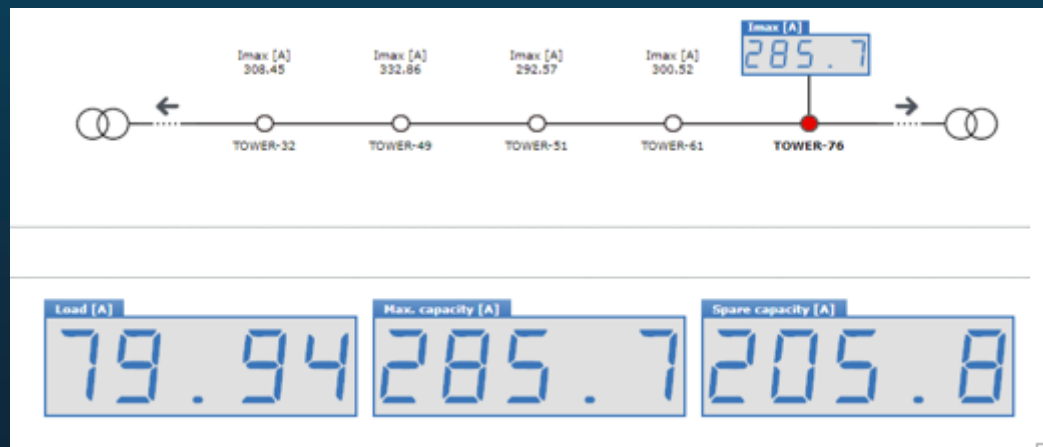 Imax [A]
285.7
Imax [A] Imax [A] Imax [A] Imax [A]
308.45 332.86 292.57 300.52
TOWER-32 TOWER-49 TOWER-51 TOWER-61 TOWER-76
Load [A] Max. capacity [A] Spare capacity [A]
79.94 285.7 205.8